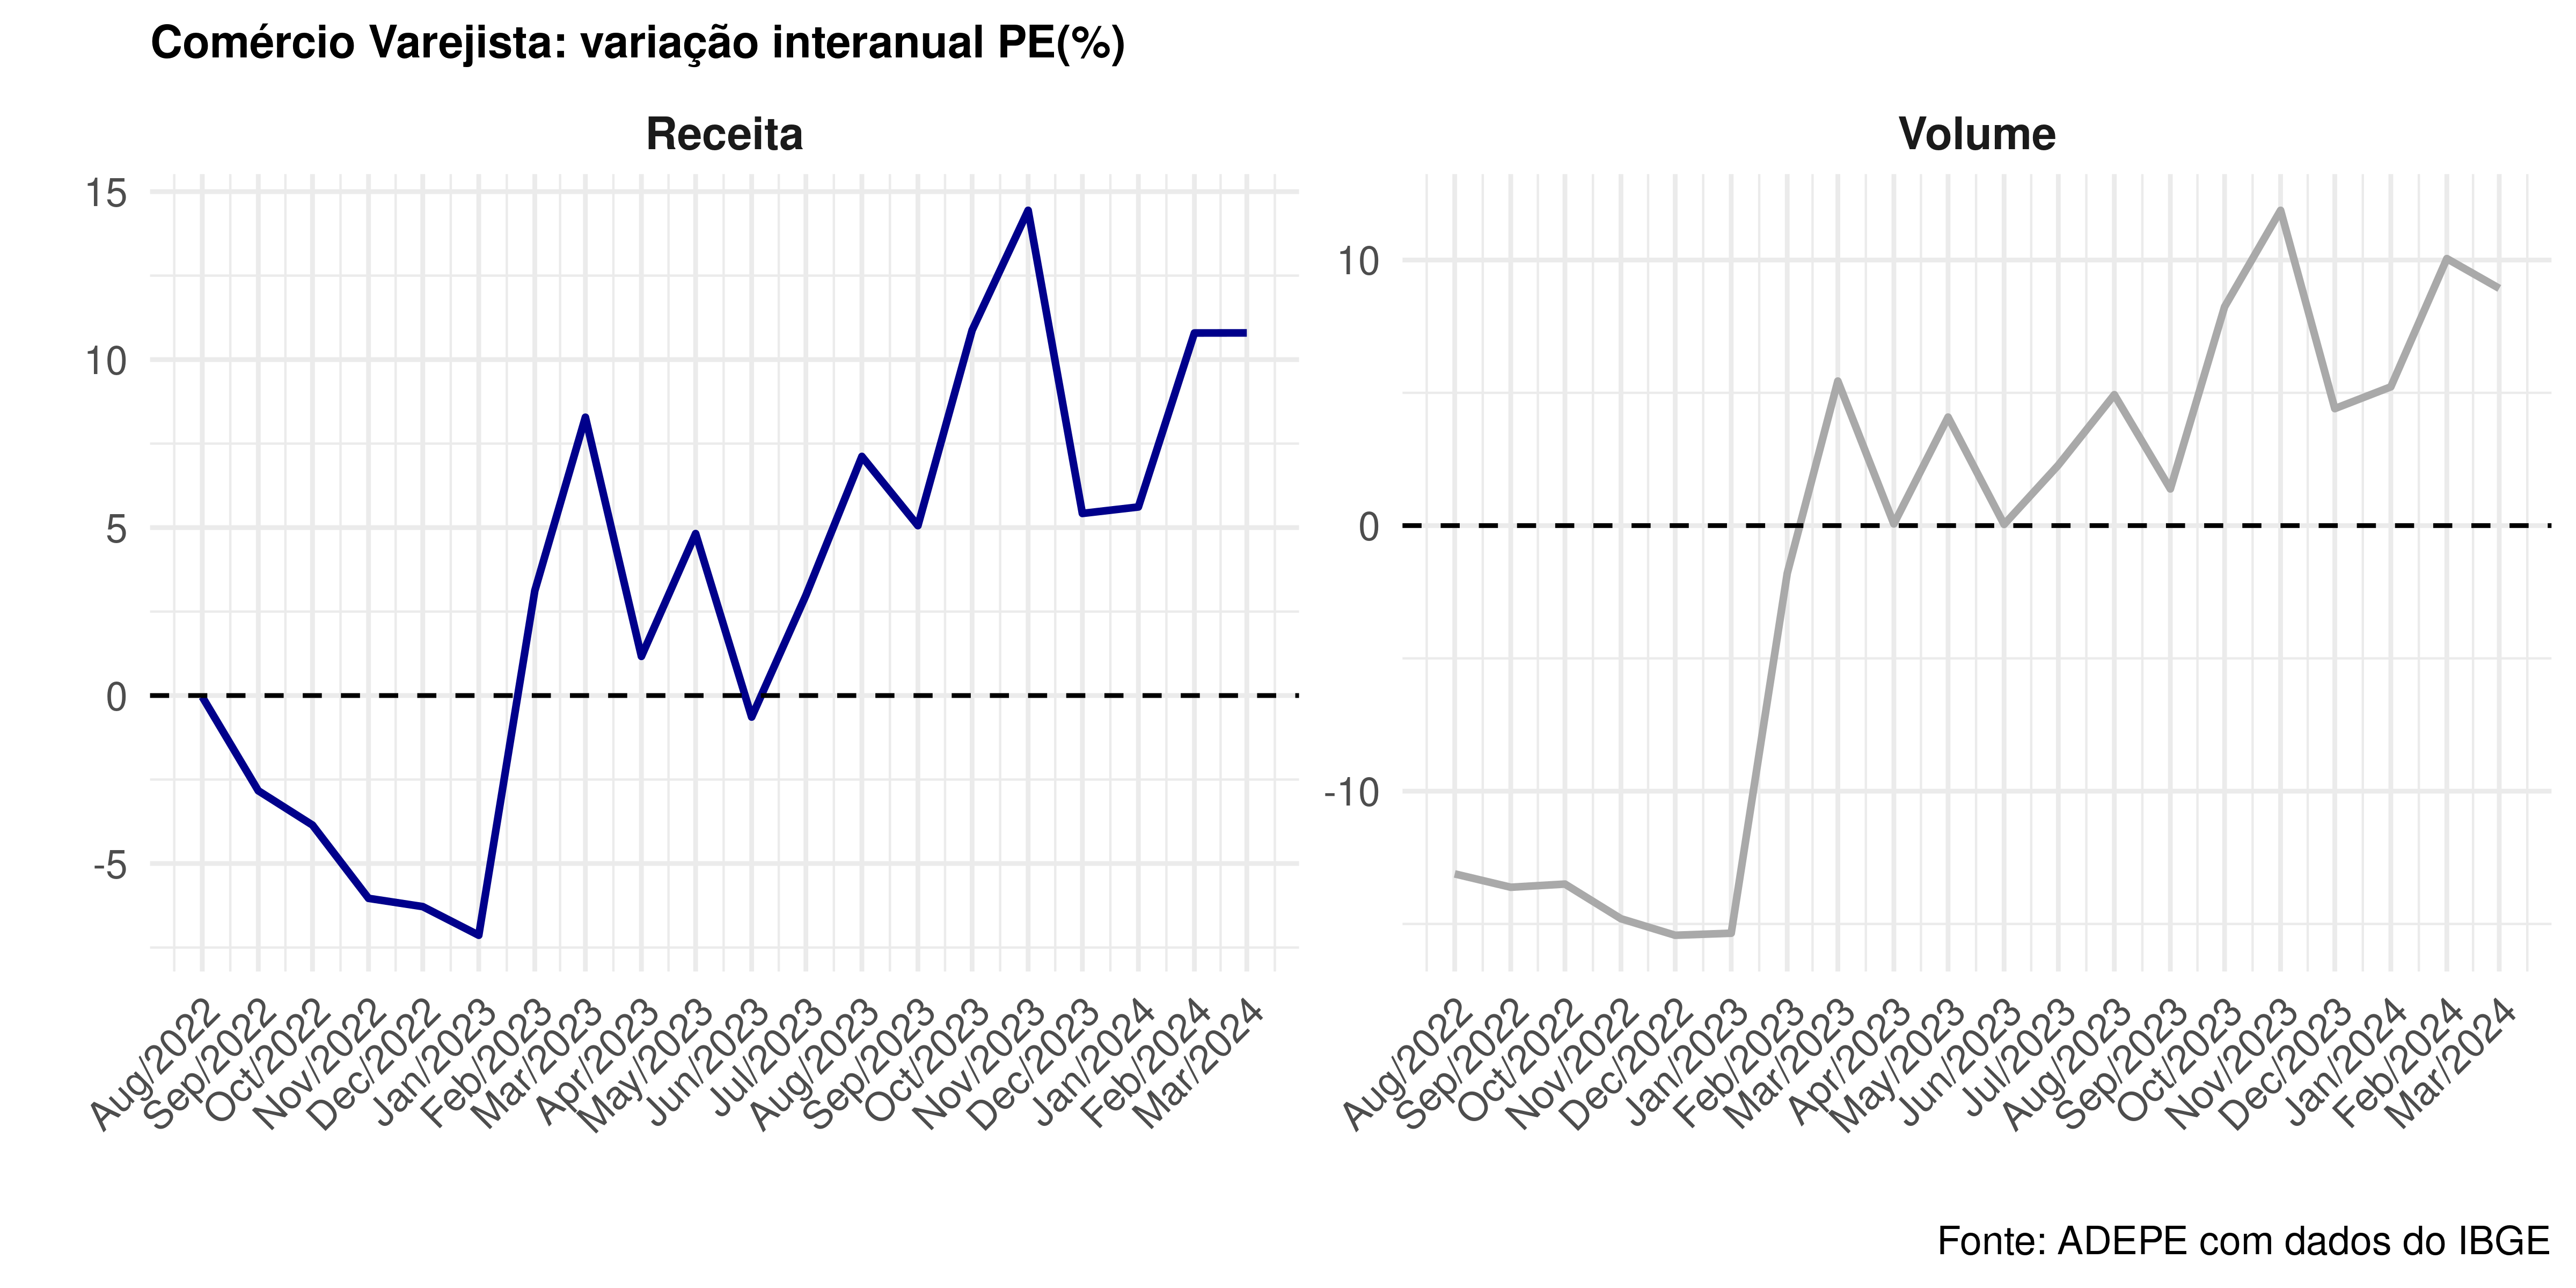 Comércio Varejista: variação interanual PE(%)
Receita
15
10
5
0
-5
Aug/2022
Sep/2022
Oct/2022
Nov/2022
Dec/2022
Jan/2023
Feb/2023
Mar/2023
Apr/2023
May/2023
Jun/2023
Jul/2023
Aug/2023
Sep/2023
Oct/2023
Nov/2023
Dec/2023
Jan/2024
Feb/2024
Mar/2024
Volume
10
0
-10
Aug/2022
Sep/2022
Oct/2022
Nov/2022
Dec/2022
Jan/2023
Feb/2023
Mar/2023
Apr/2023
May/2023
Jun/2023
Jul/2023
Aug/2023
Sep/2023
Oct/2023
Nov/2023
Dec/2023
Jan/2024
Feb/2024
Mar/2024
Fonte: ADEPE com dados do IBGE